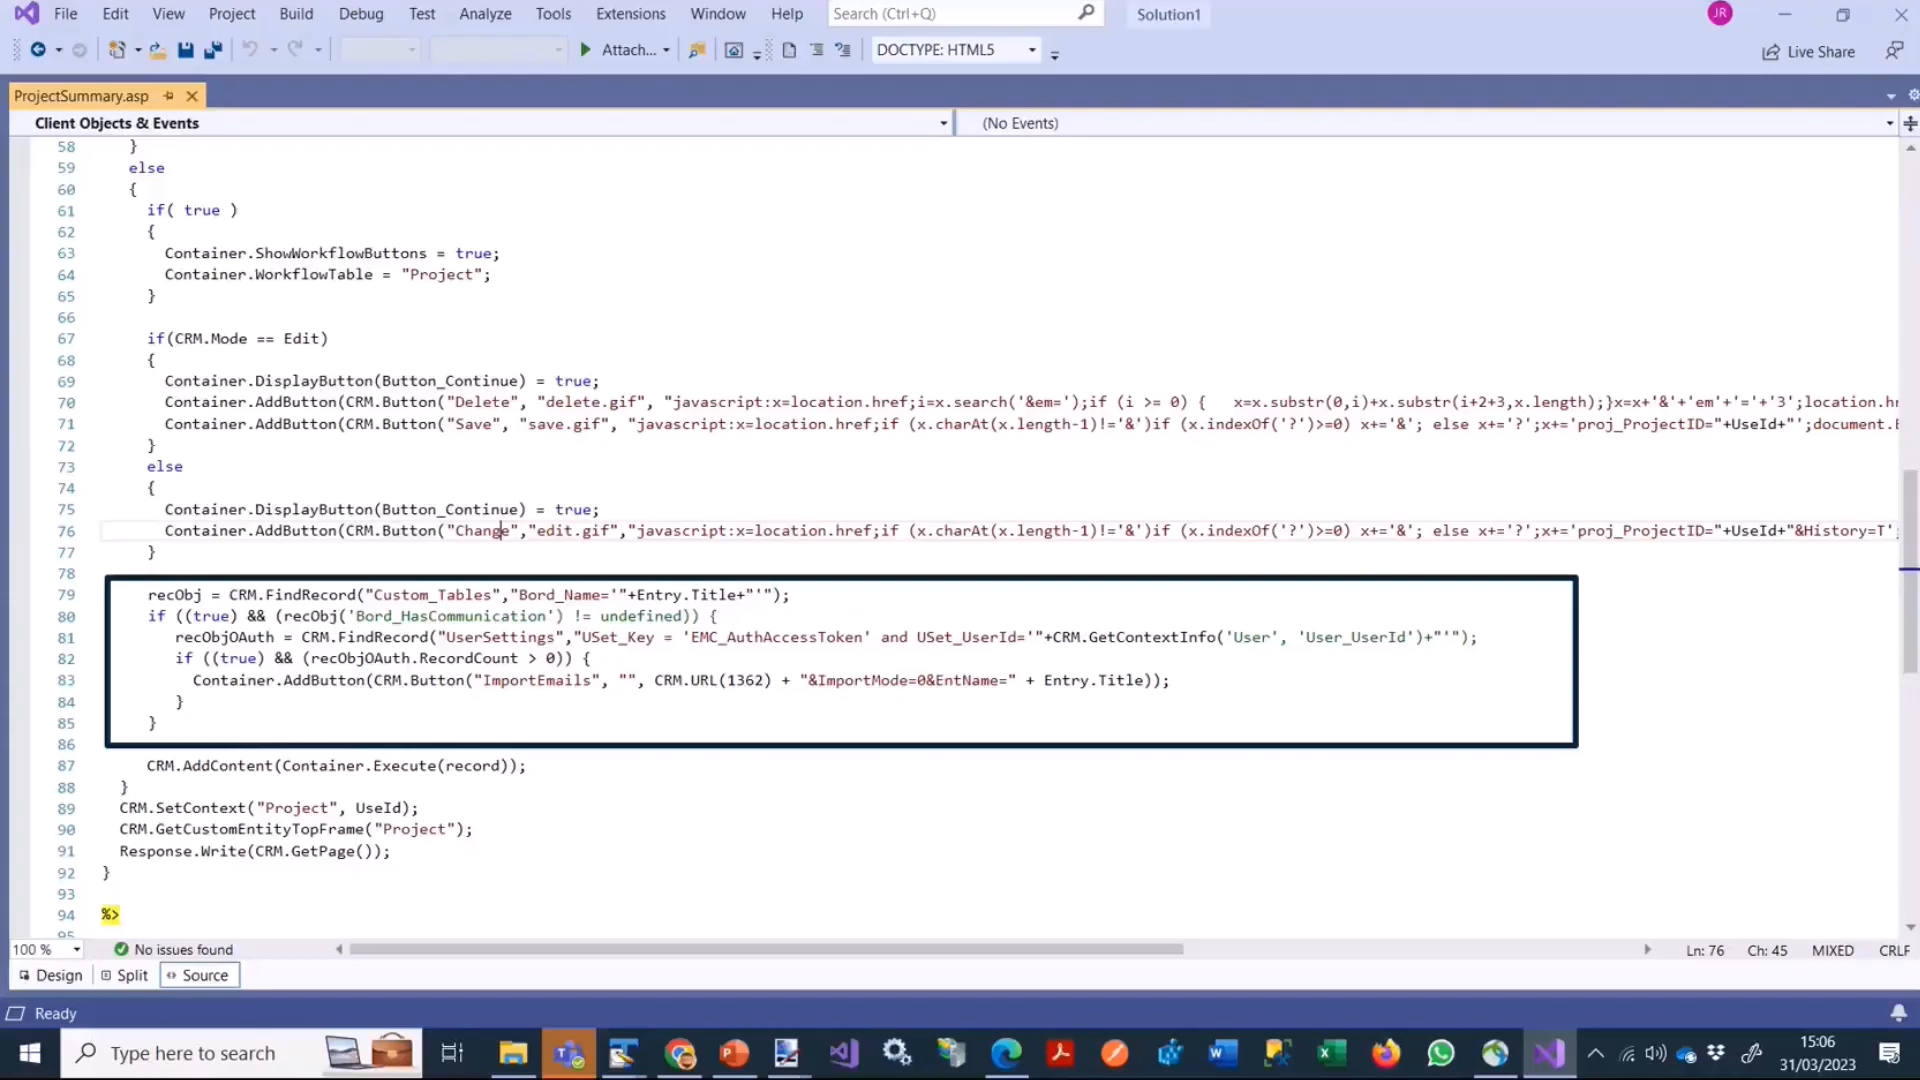 File Edit View Project Build Debug Test Analyze Tools Extensions Window Help Search (Ctrl+Q) Solution1 JR
Attach... DOCTYPE: HTML5 Live Share
ProjectSummary.asp
Client Objects & Events (No Events)
58 }
59 else
60 {
61 if( true )
62 {
63 Container.ShowWorkflowButtons = true;
64 Container.WorkflowTable = "Project";
65 }
66
67 if(CRM.Mode == Edit)
68 {
69 Container.DisplayButton(Button_Continue) = true;
70 Container.AddButton(CRM.Button("Delete", "delete.gif", "javascript:x=location.href;i=x.search('&em=');if (i >= 0) { x=x.substr(0,i)+x.substr(i+2+3,x.length);}x=x+'&'+'em'+'='+'3';location.hr
71 Container.AddButton(CRM.Button("Save", "save.gif", "javascript:x=location.href;if (x.charAt(x.length-1)!='&')if (x.indexOf('?')>=0) x+='&'; else x+='?';x+='proj_ProjectID="+UseId+"';document.E
72 }
73 else
74 {
75 Container.DisplayButton(Button_Continue) = true;
76 Container.AddButton(CRM.Button("Change","edit.gif","javascript:x=location.href;if (x.charAt(x.length-1)!='&')if (x.indexOf('?')>=0) x+='&'; else x+='?';x+='proj_ProjectID="+UseId+"&History=T';
77 }
78
79 recObj = CRM.FindRecord("Custom_Tables","Bord_Name='"+Entry.Title+"'");
80 if ((true) && (recObj('Bord_HasCommunication') != undefined)) {
81 recObjOAuth = CRM.FindRecord("UserSettings","USet_Key = 'EMC_AuthAccessToken' and USet_UserId='"+CRM.GetContextInfo('User', 'User_UserId')+"'");
82 if ((true) && (recObjOAuth.RecordCount > 0)) {
83 Container.AddButton(CRM.Button("ImportEmails", "", CRM.URL(1362) + "&ImportMode=0&EntName=" + Entry.Title));
84 }
85 }
86
87 CRM.AddContent(Container.Execute(record));
88 }
89 CRM.SetContext("Project", UseId);
90 CRM.GetCustomEntityTopFrame("Project");
91 Response.Write(CRM.GetPage());
92 }
93
94 %>
95
100 % No issues found Ln: 76 Ch: 45 MIXED CRLF
Design Split Source
Ready
Type here to search 15:06
31/03/2023